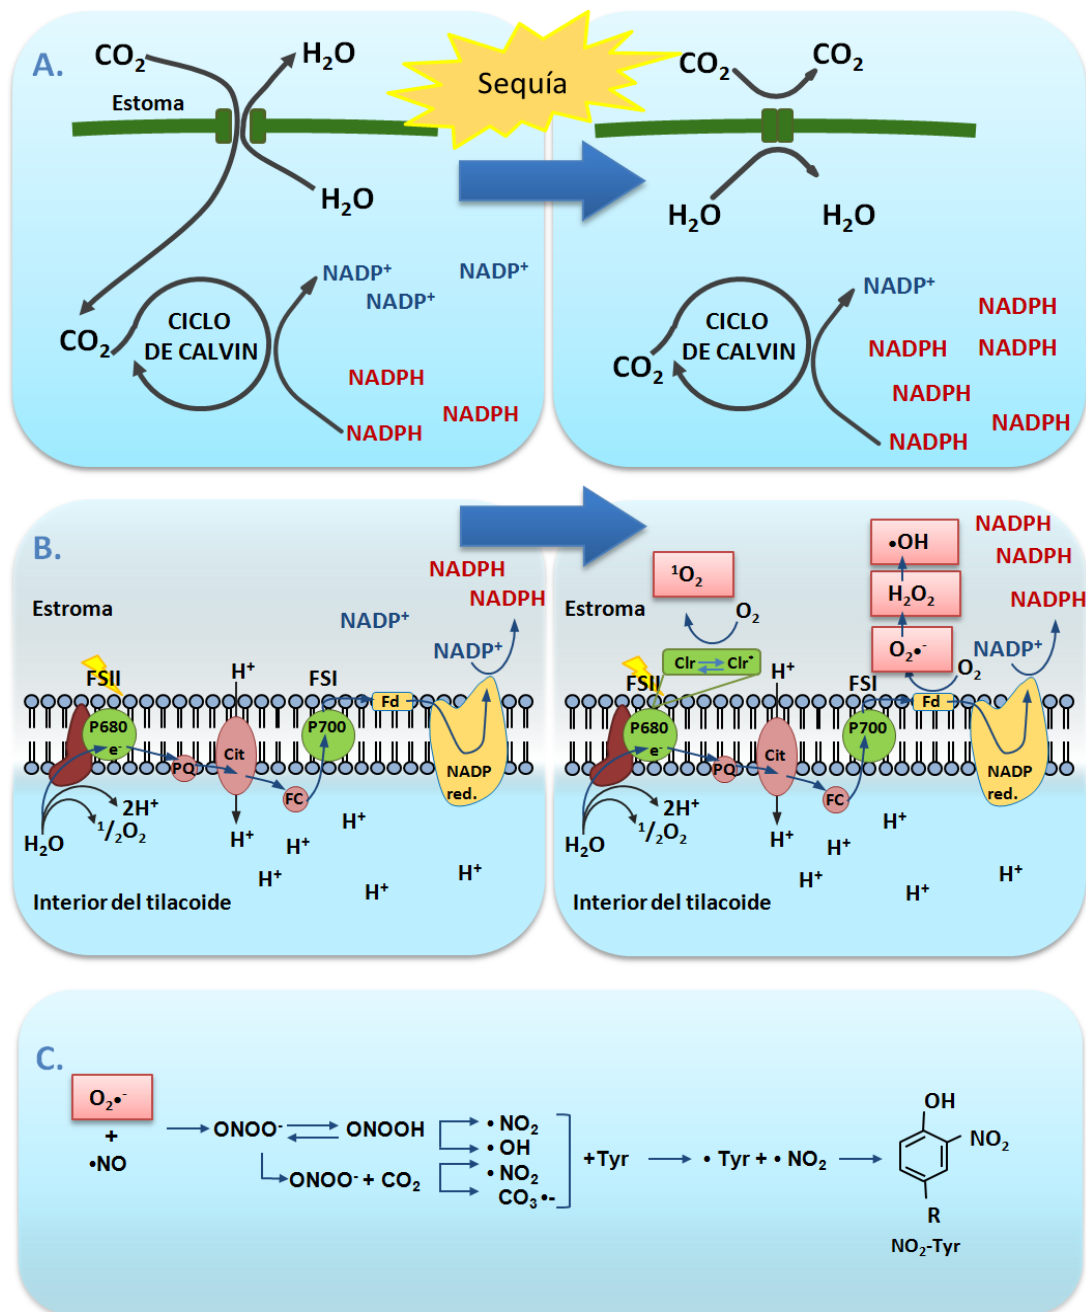 A.
CO₂
H₂O
Estoma
H₂O
NADP⁺
NADP⁺
NADP⁺
CICLO
DE CALVIN
CO₂
NADPH
NADPH
NADPH
Sequía
CO₂
CO₂
H₂O
H₂O
NADP⁺
NADPH
CICLO
DE CALVIN
NADPH
NADPH
CO₂
NADPH
NADPH
NADPH
B.
NADPH
NADPH
Estroma
NADP⁺
NADP⁺
FSII
H⁺
FSI
Fd
P680
e⁻
P700
Cit
PQ
NADP
red.
FC
2H⁺
¹/₂O₂
H₂O
H⁺
H⁺
H⁺
H⁺
H⁺
H⁺
Interior del tilacoide
NADPH
•OH
NADPH
¹O₂
H₂O₂
NADPH
Estroma
O₂
O₂•⁻
NADP⁺
Clr
Clr*
H⁺
O₂
FSII
FSI
Fd
P680
e⁻
P700
Cit
PQ
NADP
red.
FC
2H⁺
¹/₂O₂
H₂O
H⁺
H⁺
H⁺
H⁺
H⁺
H⁺
Interior del tilacoide
C.
O₂•⁻
+
•NO
ONOO⁻
ONOOH
• NO₂
• OH
ONOO⁻ + CO₂
• NO₂
CO₃ •-
+Tyr
• Tyr + • NO₂
OH
NO₂
R
NO₂-Tyr